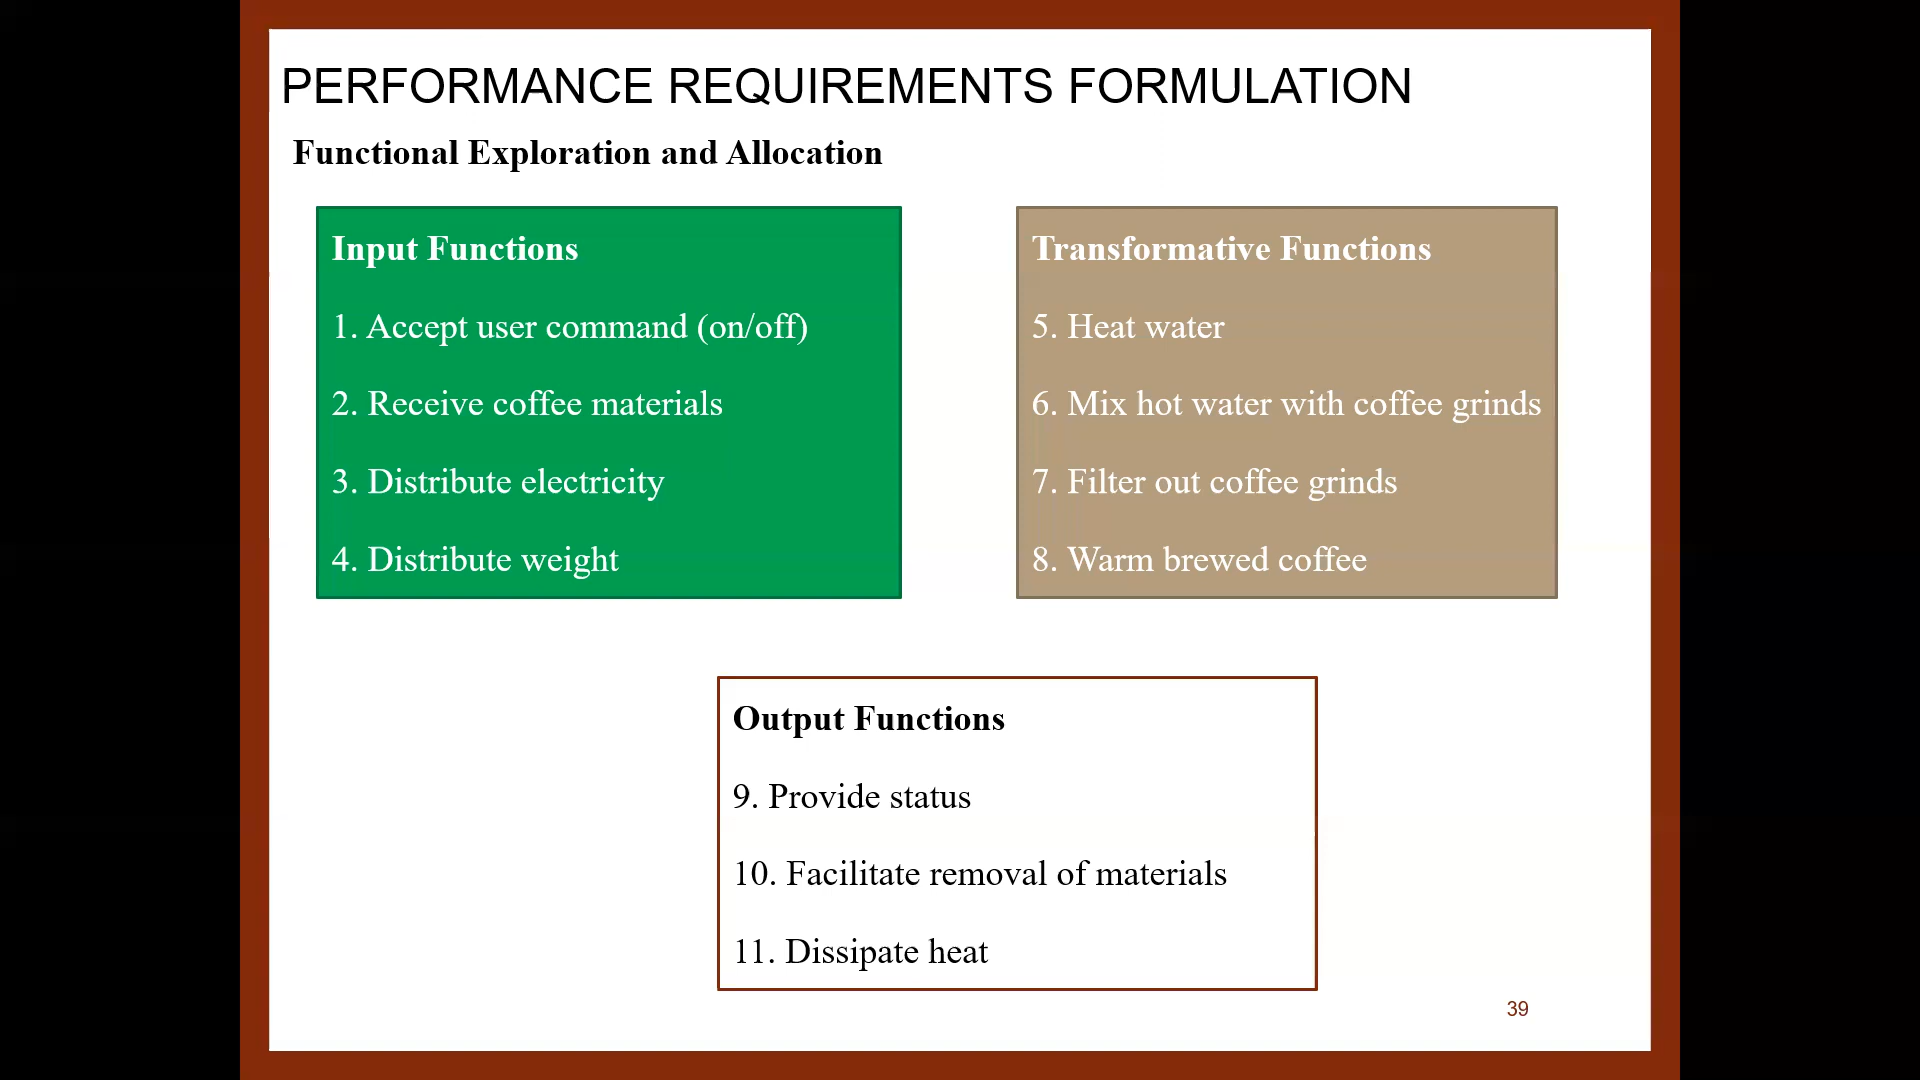 PERFORMANCE REQUIREMENTS FORMULATION
Functional Exploration and Allocation
Input Functions
1. Accept user command (on/off)
2. Receive coffee materials
3. Distribute electricity
4. Distribute weight
Transformative Functions
5. Heat water
6. Mix hot water with coffee grinds
7. Filter out coffee grinds
8. Warm brewed coffee
Output Functions
9. Provide status
10. Facilitate removal of materials
11. Dissipate heat
39